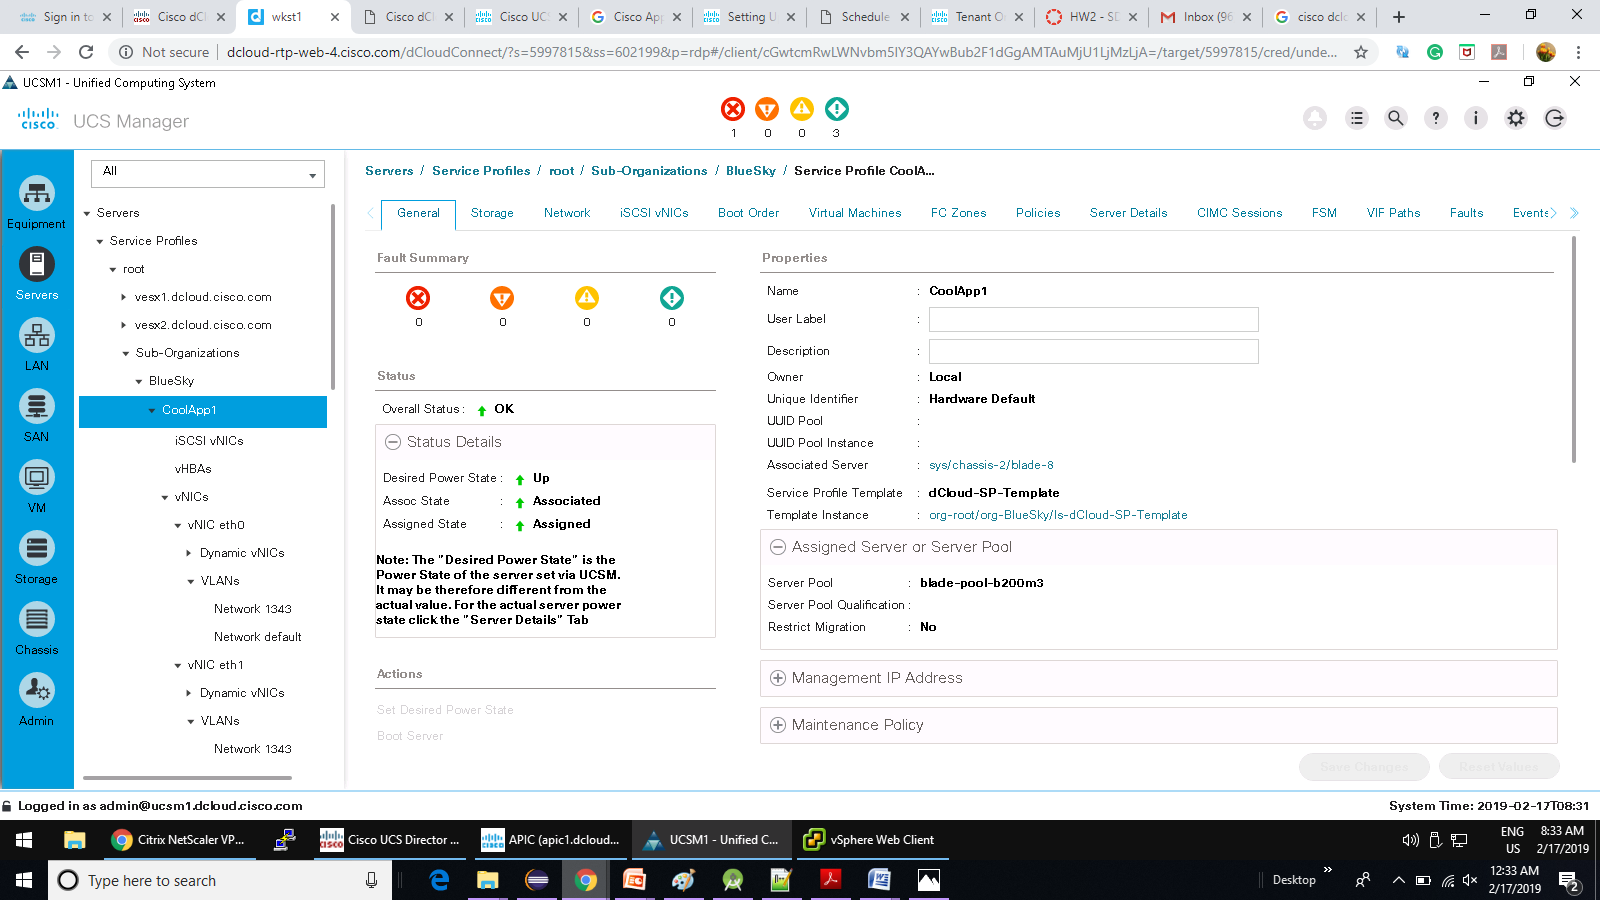 Sign in to
Cisco dCl
wkst1
Cisco dCl
Cisco UCS
Cisco App
Setting U
Schedule
Tenant O
HW2 - SD
Inbox (96
cisco dclo
Not secure
dcloud-rtp-web-4.cisco.com/dCloudConnect/?s=5997815&ss=602199&p=rdp#/client/cGwtcmRwLWNvbm5lY3QAYwBub2F1dGgAMTAuMjU1LjMzLjA=/target/5997815/cred/unde...
UCSM1 - Unified Computing System
cisco
UCS Manager
1
0
0
3
Equipment
Servers
LAN
SAN
VM
Storage
Chassis
Admin
All
Servers
Service Profiles
root
vesx1.dcloud.cisco.com
vesx2.dcloud.cisco.com
Sub-Organizations
BlueSky
CoolApp1
iSCSI vNICs
vHBAs
vNICs
vNIC eth0
Dynamic vNICs
VLANs
Network 1343
Network default
vNIC eth1
Dynamic vNICs
VLANs
Network 1343
Servers / Service Profiles / root / Sub-Organizations / BlueSky / Service Profile CoolA...
General
Storage
Network
iSCSI vNICs
Boot Order
Virtual Machines
FC Zones
Policies
Server Details
CIMC Sessions
FSM
VIF Paths
Faults
Events
Fault Summary
0
0
0
0
Status
Overall Status : OK
Status Details
Desired Power State : Up
Assoc State : Associated
Assigned State : Assigned
Note: The "Desired Power State" is the
Power State of the server set via UCSM.
It may be therefore different from the
actual value. For the actual server power
state click the "Server Details" Tab
Actions
Set Desired Power State
Boot Server
Properties
Name : CoolApp1
User Label :
Description :
Owner : Local
Unique Identifier : Hardware Default
UUID Pool :
UUID Pool Instance :
Associated Server : sys/chassis-2/blade-8
Service Profile Template : dCloud-SP-Template
Template Instance : org-root/org-BlueSky/ls-dCloud-SP-Template
Assigned Server or Server Pool
Server Pool : blade-pool-b200m3
Server Pool Qualification :
Restrict Migration : No
Management IP Address
Maintenance Policy
Save Changes
Reset Values
Logged in as admin@ucsm1.dcloud.cisco.com
System Time: 2019-02-17T08:31
Citrix NetScaler VP...
Cisco UCS Director ...
APIC (apic1.dcloud...
UCSM1 - Unified C...
vSphere Web Client
ENG
US
8:33 AM
2/17/2019
Type here to search
Desktop
12:33 AM
2/17/2019
2